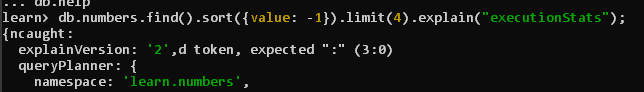 ... db.help
learn> db.numbers.find().sort({value: -1}).limit(4).explain("executionStats");
{ncaught:
  explainVersion: '2',d token, expected ":" (3:0)
  queryPlanner: {
    namespace: 'learn.numbers',